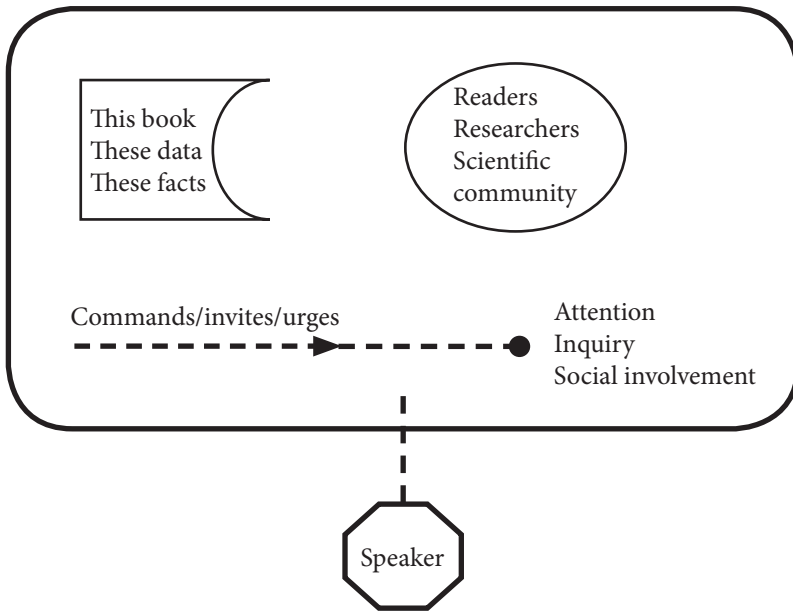 This book
These data
These facts
Readers
Researchers
Scientific
community
Commands/invites/urges
Attention
Inquiry
Social involvement
Speaker